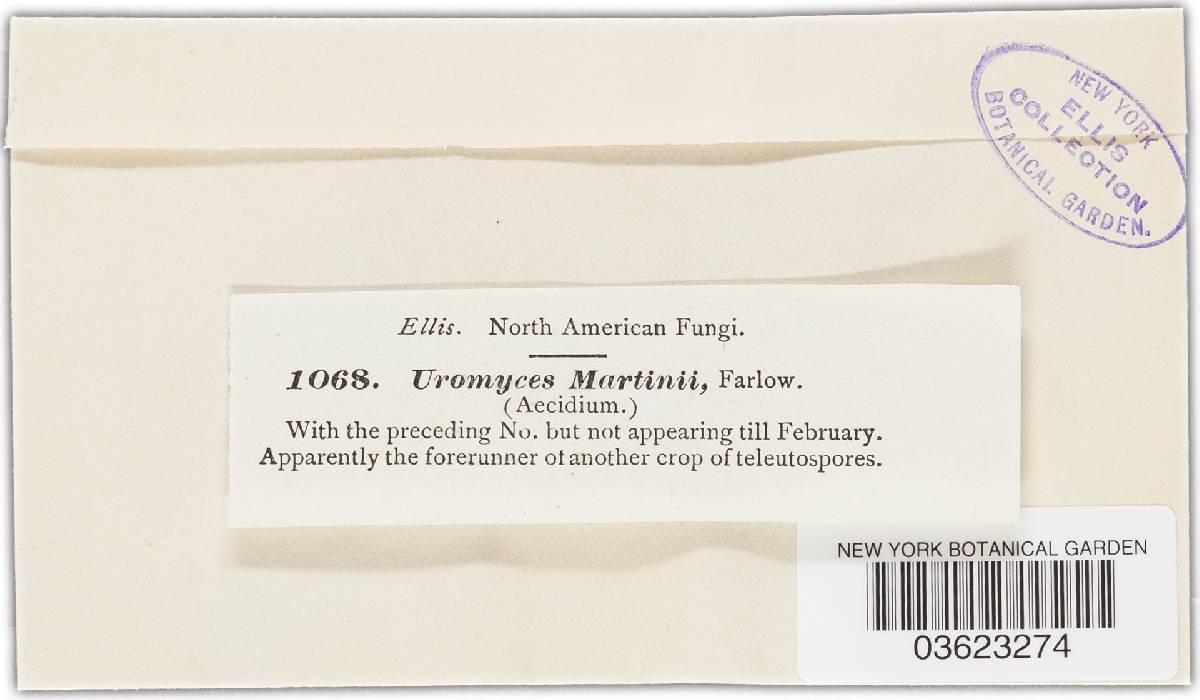 NEW YORK
ELLIS
COLLECTION
BOTANICAL GARDEN.
Ellis. North American Fungi.
1068. Uromyces Martinii, Farlow.
(Aecidium.)
With the preceding No. but not appearing till February.
Apparently the forerunner of another crop of teleutospores.
NEW YORK BOTANICAL GARDEN
03623274